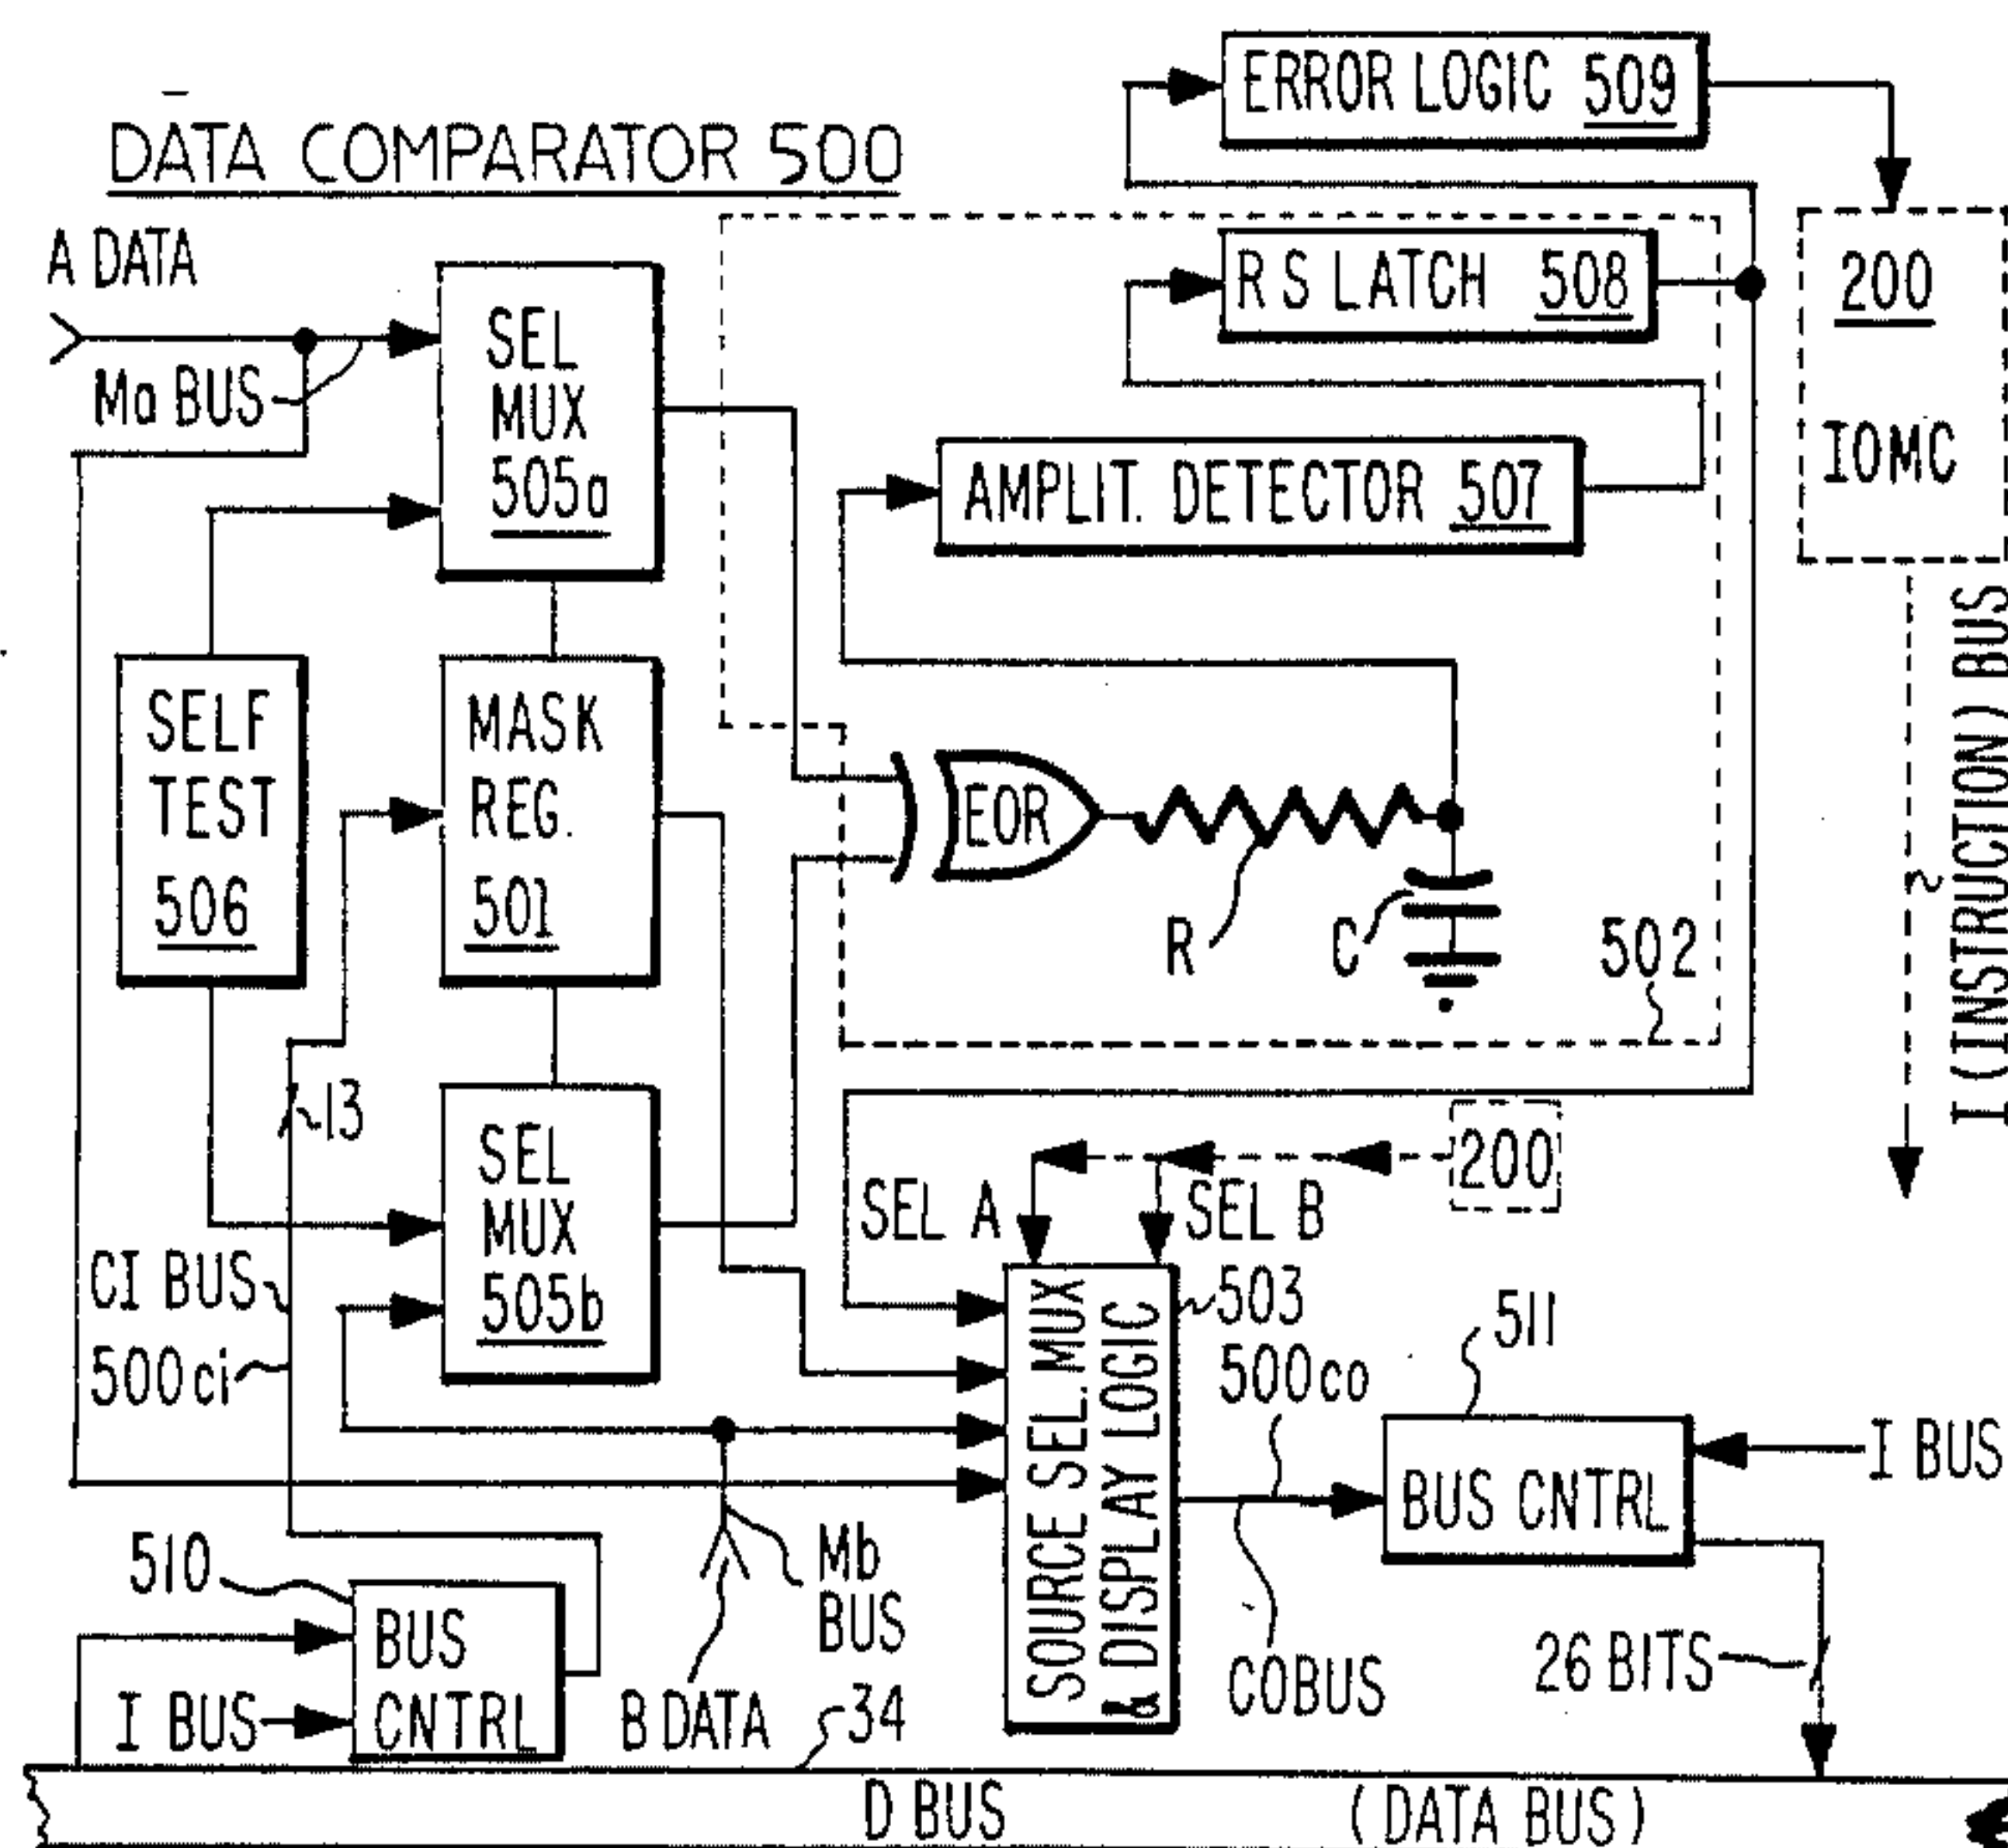 DATA COMPARATOR 500
ERROR LOGIC 509
A DATA
Ma BUS
SEL
MUX
505a
R S LATCH 508
200
IOMC
AMPLIT. DETECTOR 507
SELF
TEST
506
MASK
REG.
501
EOR
R
C
502
I (INSTRUCTION) BUS
13
SEL
MUX
505b
CI BUS
500ci
SEL A
SEL B
200
503
SOURCE SEL. MUX
& DISPLAY LOGIC
500co
511
BUS CNTRL
I BUS
510
BUS
CNTRL
I BUS
Mb
BUS
B DATA
34
COBUS
26 BITS
D BUS
(DATA BUS)